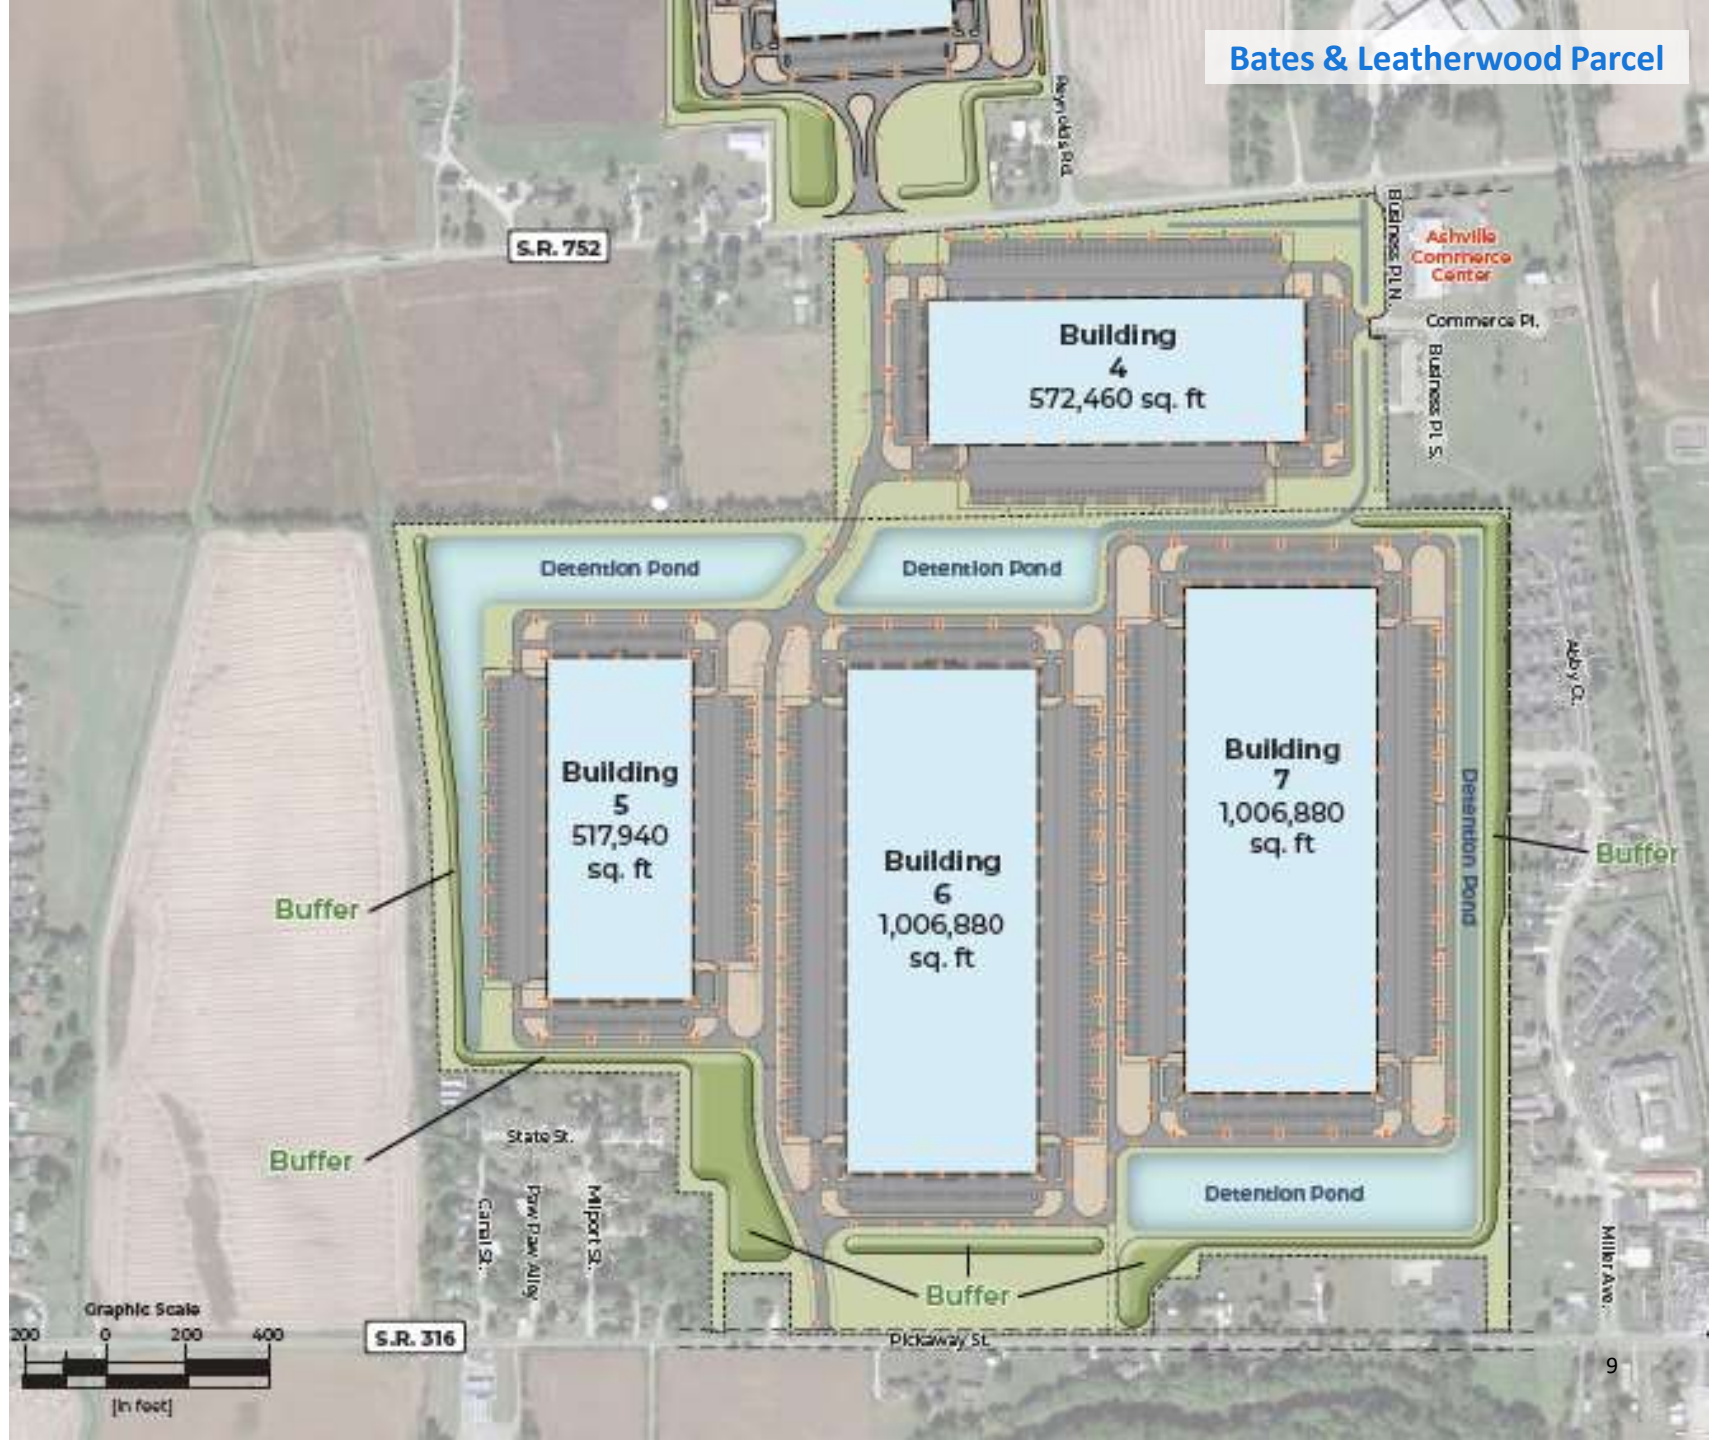 Bates & Leatherwood Parcel
Reynolds Rd.
S.R. 752
Business Pl N.
Ashville
Commerce
Center
Commerce Pl.
Business Pl. S.
Building
4
572,460 sq. ft
Detention Pond
Detention Pond
Abby Ct.
Building
5
517,940
sq. ft
Building
6
1,006,880
sq. ft
Building
7
1,006,880
sq. ft
Detention Pond
Buffer
Buffer
Buffer
State St.
Canal St.
Paw Paw Alley
Milport St.
Detention Pond
Miller Ave.
Buffer
Graphic Scale
200 0 200 400
[in feet]
S.R. 316
Pickaway St.
9